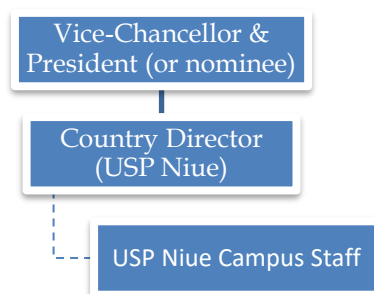 Vice-Chancellor &
President (or nominee)
Country Director
(USP Niue)
USP Niue Campus Staff